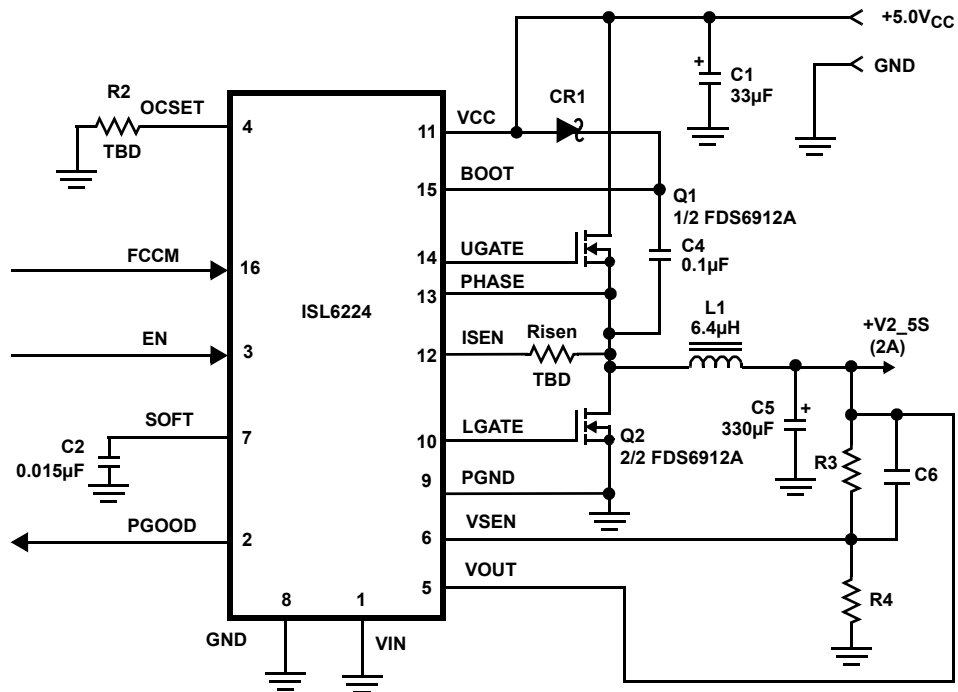 +5.0VCC
GND
+
C1
33µF
R2
OCSET
TBD
4
VCC
11
CR1
BOOT
15
Q1
1/2 FDS6912A
C4
0.1µF
UGATE
14
PHASE
13
FCCM
16
ISL6224
ISEN
12
Risen
TBD
L1
6.4µH
+V2_5S
(2A)
EN
3
SOFT
7
C2
0.015µF
LGATE
10
Q2
2/2 FDS6912A
C5
+
330µF
R3
C6
PGND
9
PGOOD
2
VSEN
6
VOUT
5
R4
8
GND
1
VIN